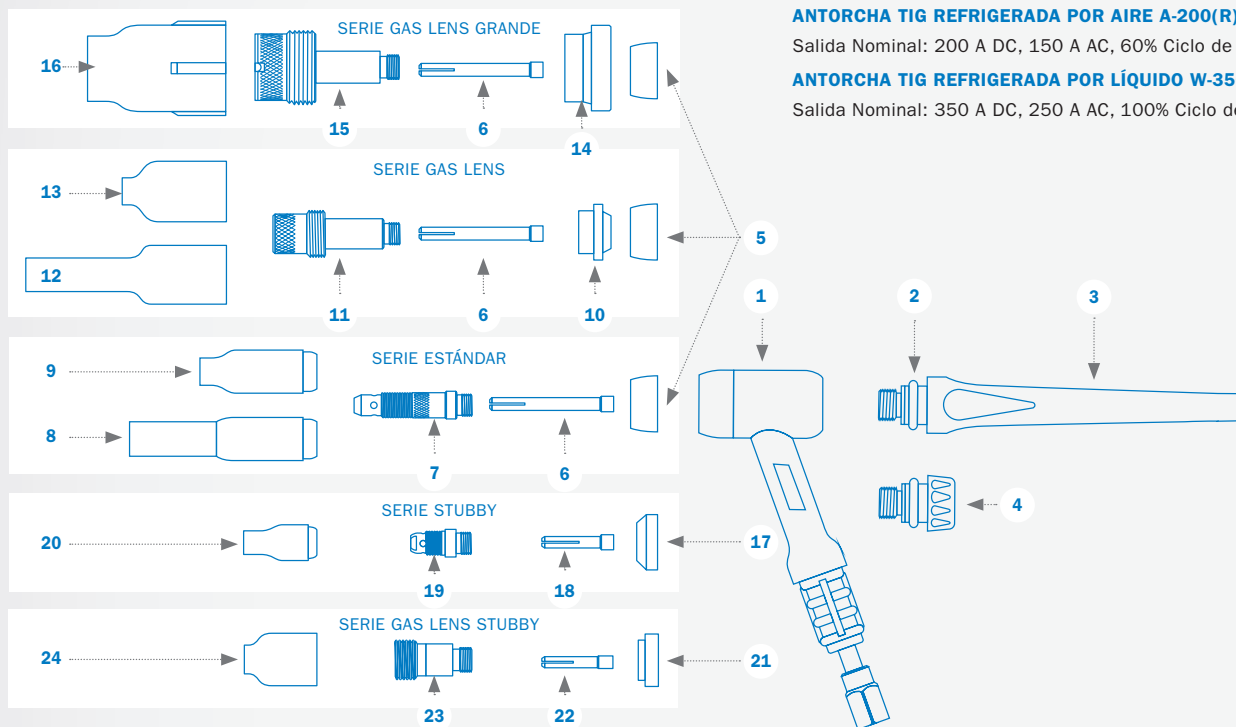 ANTORCHA TIG REFRIGERADA POR AIRE A-200(R)
Salida Nominal: 200 A DC, 150 A AC, 60% Ciclo de
ANTORCHA TIG REFRIGERADA POR LÍQUIDO W-35
Salida Nominal: 350 A DC, 250 A AC, 100% Ciclo de
SERIE GAS LENS GRANDE
16
15
6
14
SERIE GAS LENS
13
12
11
6
10
5
1
2
3
SERIE ESTÁNDAR
9
8
7
6
4
SERIE STUBBY
20
19
18
17
SERIE GAS LENS STUBBY
24
23
22
21